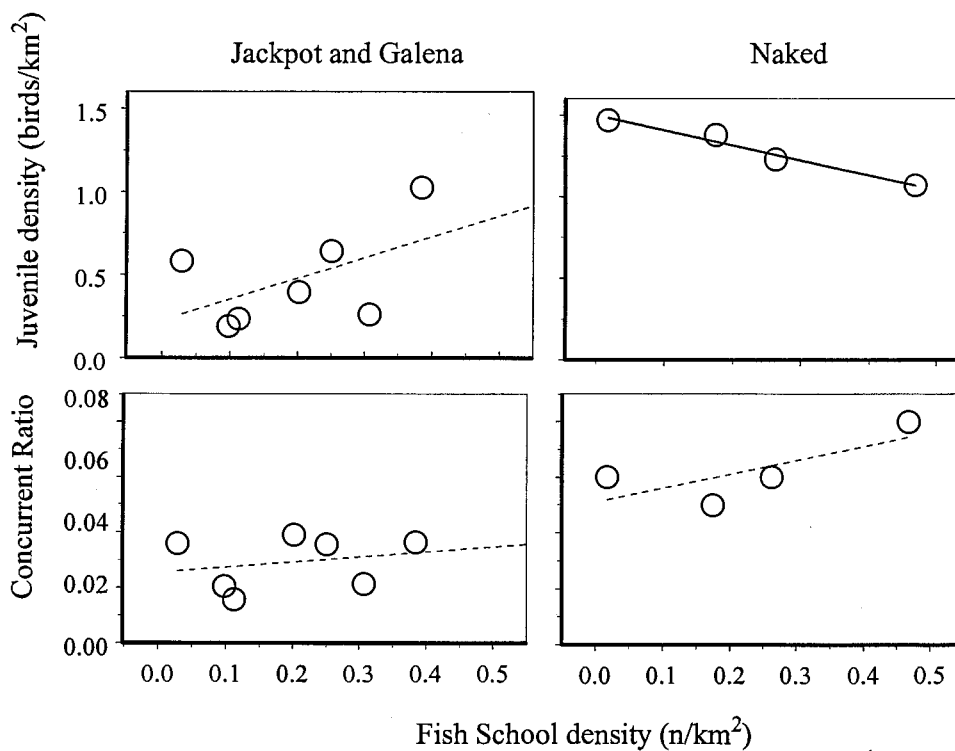 Jackpot and Galena
Naked
Juvenile density (birds/km²)
1.5
1.0
0.5
0.0
Concurrent Ratio
0.08
0.06
0.04
0.02
0.00
0.0 0.1 0.2 0.3 0.4 0.5
0.0 0.1 0.2 0.3 0.4 0.5
Fish School density (n/km²)